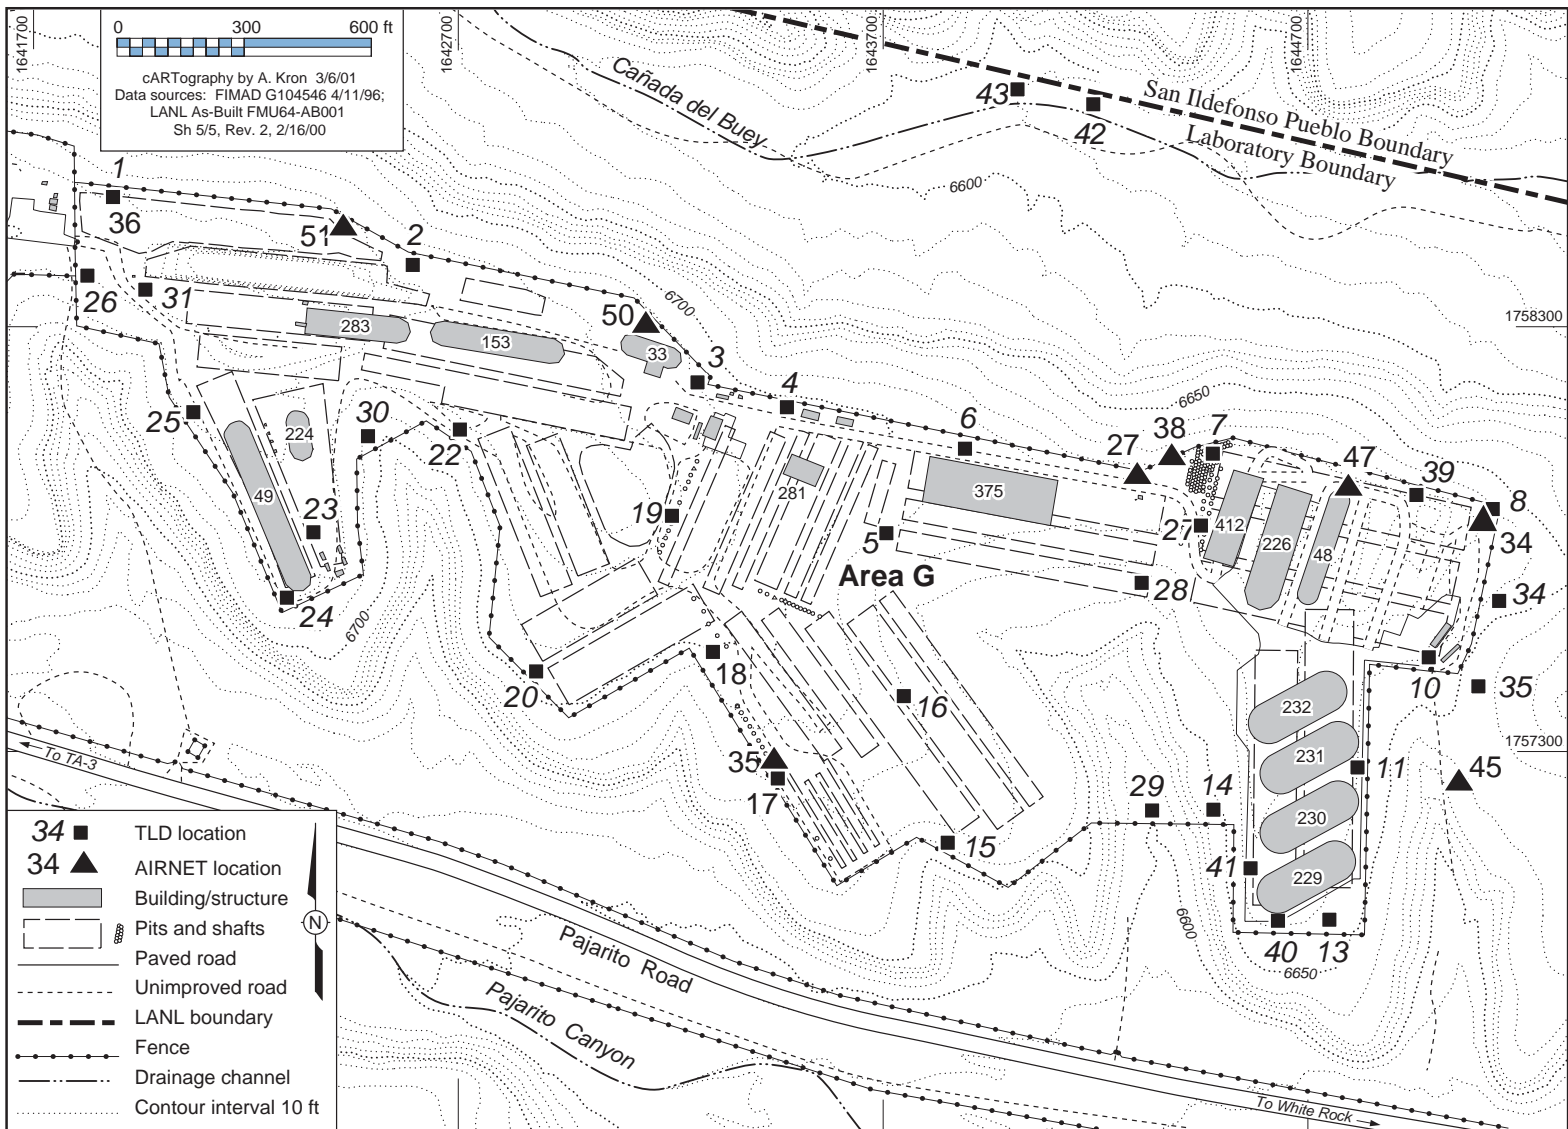 0 300 600 ft
cARTography by A. Kron 3/6/01
Data sources: FIMAD G104546 4/11/96;
LANL As-Built FMU64-AB001
Sh 5/5, Rev. 2, 2/16/00
1641700
1642700
1643700
1644700
Cañada del Buey
43
42
San Ildefonso Pueblo Boundary
Laboratory Boundary
6600
1
36
51
2
26
31
283
153
50
6700
33
1758300
3
4
6
6650
27
38
7
47
39
8
34
25
224
30
22
49
23
19
281
375
5
Area G
27
412
226
48
28
34
24
6700
20
18
16
10
35
232
231
230
229
11
45
1757300
35
17
15
29
14
41
40
13
6600
6650
To TA-3
Pajarito Road
Pajarito Canyon
To White Rock
34 TLD location
34 AIRNET location
Building/structure
Pits and shafts
N
Paved road
Unimproved road
LANL boundary
Fence
Drainage channel
Contour interval 10 ft